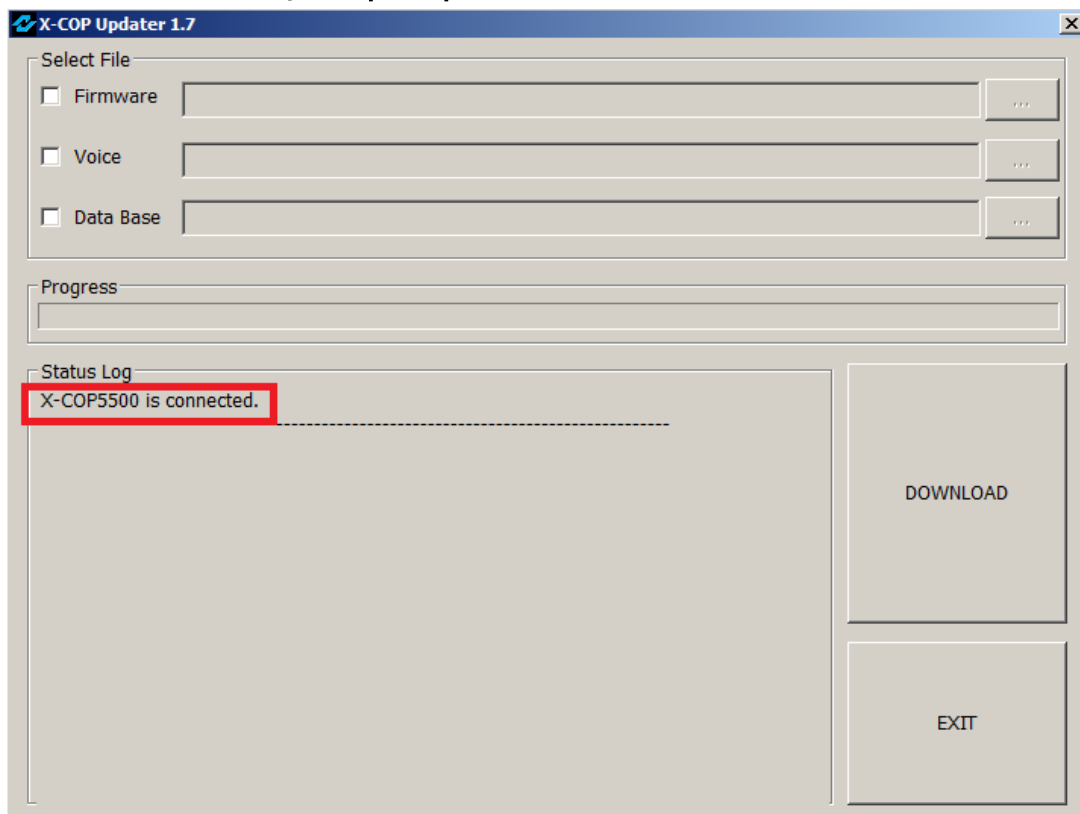 X-COP Updater 1.7
Select File
Firmware
...
Voice
...
Data Base
...
Progress
Status Log
X-COP5500 is connected.
----------------------------------------------------
DOWNLOAD
EXIT